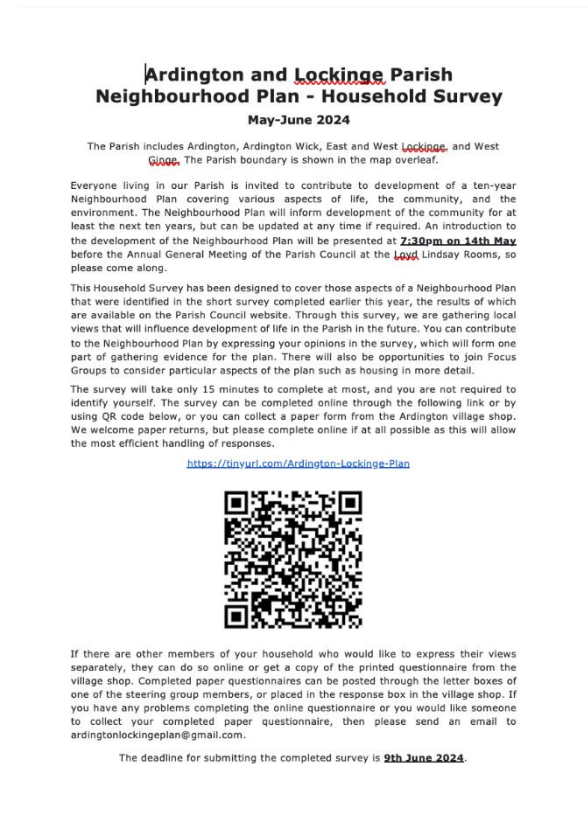 Ardington and Lockinge Parish
Neighbourhood Plan - Household Survey
May-June 2024
The Parish includes Ardington, Ardington Wick, East and West Lockinge, and West
Ginge. The Parish boundary is shown in the map overleaf.
Everyone living in our Parish is invited to contribute to development of a ten-year
Neighbourhood Plan covering various aspects of life, the community, and the
environment. The Neighbourhood Plan will inform development of the community for at
least the next ten years, but can be updated at any time if required. An introduction to
the development of the Neighbourhood Plan will be presented at 7:30pm on 14th May
before the Annual General Meeting of the Parish Council at the Loyd Lindsay Rooms, so
please come along.
This Household Survey has been designed to cover those aspects of a Neighbourhood Plan
that were identified in the short survey completed earlier this year, the results of which
are available on the Parish Council website. Through this survey, we are gathering local
views that will influence development of life in the Parish in the future. You can contribute
to the Neighbourhood Plan by expressing your opinions in the survey, which will form one
part of gathering evidence for the plan. There will also be opportunities to join Focus
Groups to consider particular aspects of the plan such as housing in more detail.
The survey will take only 15 minutes to complete at most, and you are not required to
identify yourself. The survey can be completed online through the following link or by
using QR code below, or you can collect a paper form from the Ardington village shop.
We welcome paper returns, but please complete online if at all possible as this will allow
the most efficient handling of responses.
https://tinyurl.com/Ardington-Lockinge-Plan
If there are other members of your household who would like to express their views
separately, they can do so online or get a copy of the printed questionnaire from the
village shop. Completed paper questionnaires can be posted through the letter boxes of
one of the steering group members, or placed in the response box in the village shop. If
you have any problems completing the online questionnaire or you would like someone
to collect your completed paper questionnaire, then please send an email to
ardingtonlockingeplan@gmail.com.
The deadline for submitting the completed survey is 9th June 2024.